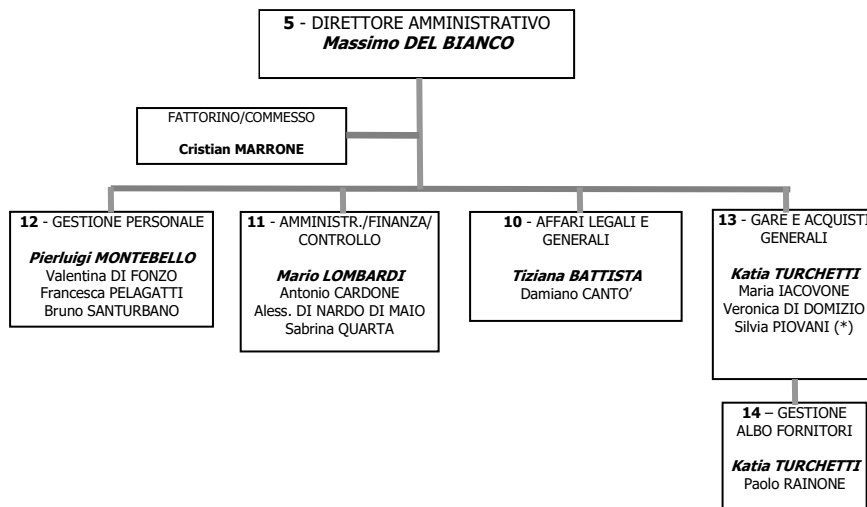 5 - DIRETTORE AMMINISTRATIVO
Massimo DEL BIANCO
FATTORINO/COMMESSO
Cristian MARRONE
12 - GESTIONE PERSONALE
Pierluigi MONTEBELLO
Valentina DI FONZO
Francesca PELAGATTI
Bruno SANTURBANO
11 - AMMINISTR./FINANZA/
CONTROLLO
Mario LOMBARDI
Antonio CARDONE
Aless. DI NARDO DI MAIO
Sabrina QUARTA
10 - AFFARI LEGALI E
GENERALI
Tiziana BATTISTA
Damiano CANTO’
13 - GARE E ACQUISTI
GENERALI
Katia TURCHETTI
Maria IACOVONE
Veronica DI DOMIZIO
Silvia PIOVANI (*)
14 – GESTIONE
ALBO FORNITORI
Katia TURCHETTI
Paolo RAINONE